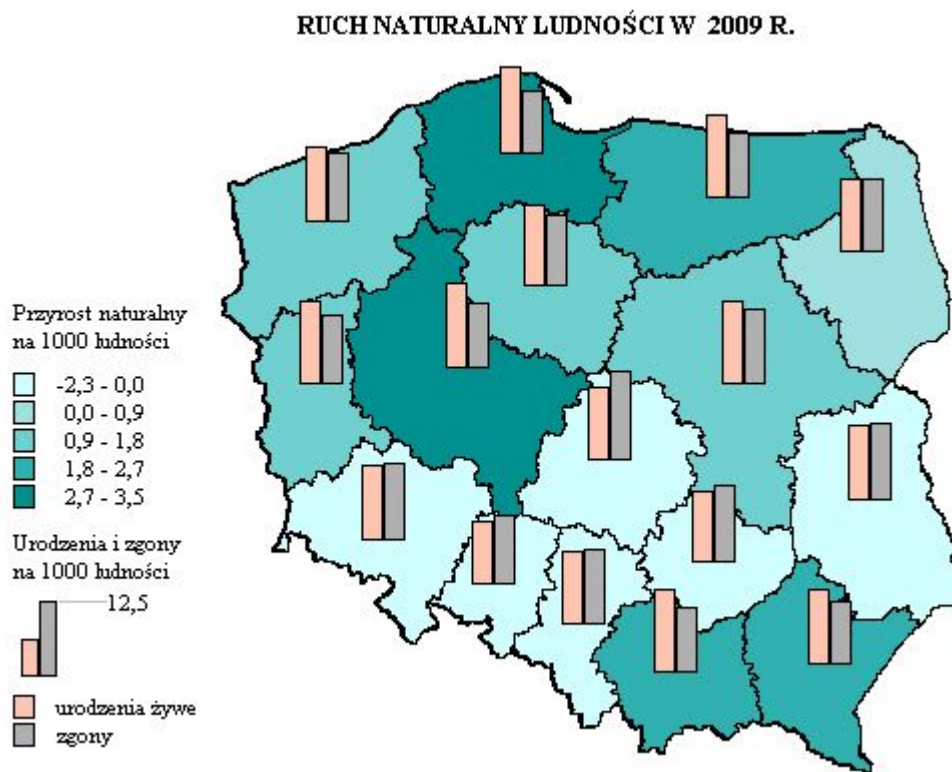 RUCH NATURALNY LUDNOŚCI W 2009 R.
Przyrost naturalny
na 1000 ludności
-2,3 - 0,0
0,0 - 0,9
0,9 - 1,8
1,8 - 2,7
2,7 - 3,5
Urodzenia i zgony
na 1000 ludności
12,5
urodzenia żywe
zgony